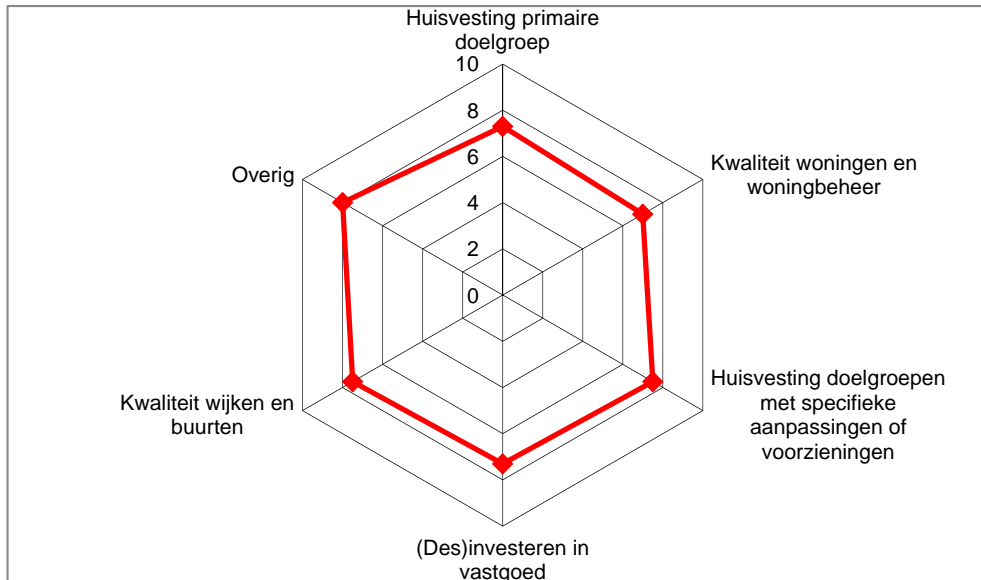 Huisvesting primaire
doelgroep
10
8
6
4
2
0
Kwaliteit woningen en
woningbeheer
Huisvesting doelgroepen
met specifieke
aanpassingen of
voorzieningen
(Des)investeren in
vastgoed
Kwaliteit wijken en
buurten
Overig